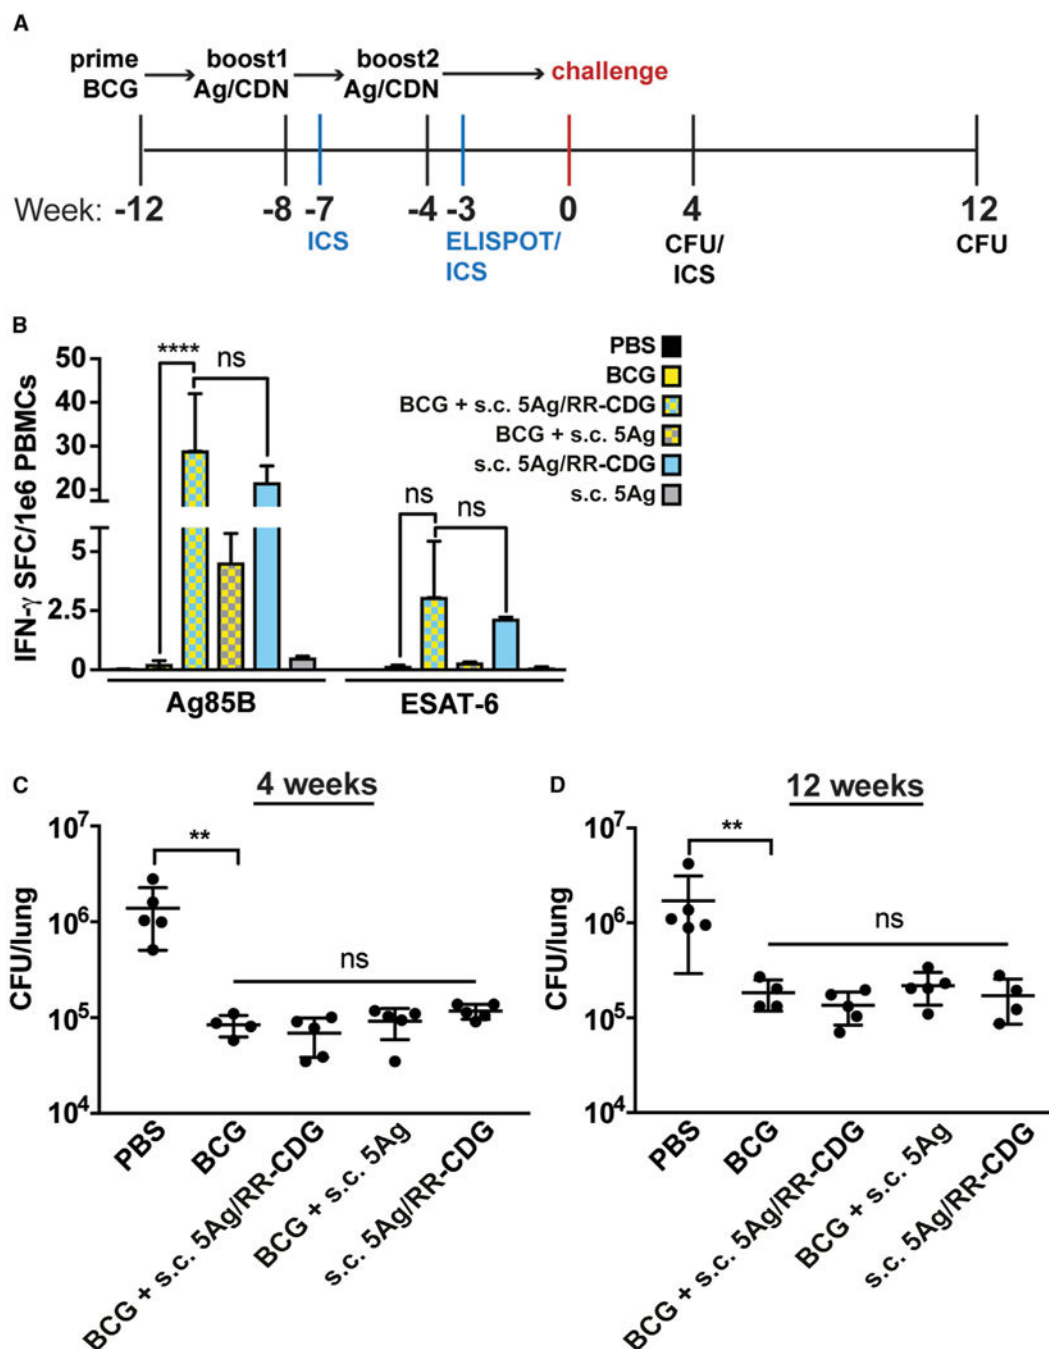 A
prime
BCG
boost1
Ag/CDN
boost2
Ag/CDN
challenge
Week: -12 -8 -7 -4 -3 0 4 12
ICS
ELISPOT/
ICS
CFU/
ICS
CFU
B
IFN-γ SFC/1e6 PBMCs
50
40
30
20
5
2.5
0
****
ns
ns
ns
Ag85B
ESAT-6
PBS
BCG
BCG + s.c. 5Ag/RR-CDG
BCG + s.c. 5Ag
s.c. 5Ag/RR-CDG
s.c. 5Ag
C
4 weeks
CFU/lung
10⁷
10⁶
10⁵
10⁴
**
ns
PBS
BCG
BCG + s.c. 5Ag/RR-CDG
BCG + s.c. 5Ag
s.c. 5Ag/RR-CDG
D
12 weeks
CFU/lung
10⁷
10⁶
10⁵
10⁴
**
ns
PBS
BCG
BCG + s.c. 5Ag/RR-CDG
BCG + s.c. 5Ag
s.c. 5Ag/RR-CDG